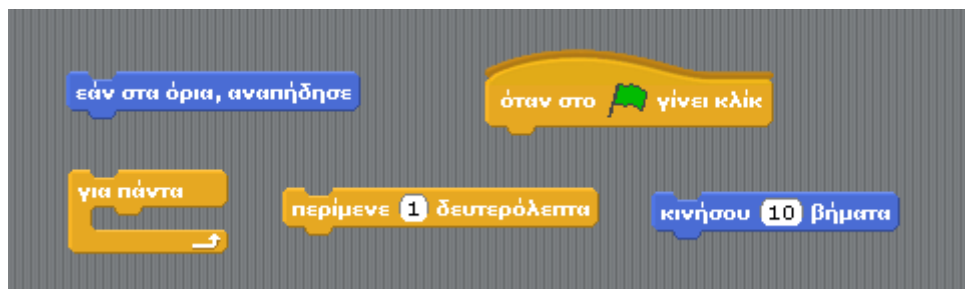 εάν στα όρια, αναπήδησε
όταν στο γίνει κλίκ
για πάντα
περίμενε 1 δευτερόλεπτα
κινήσου 10 βήματα